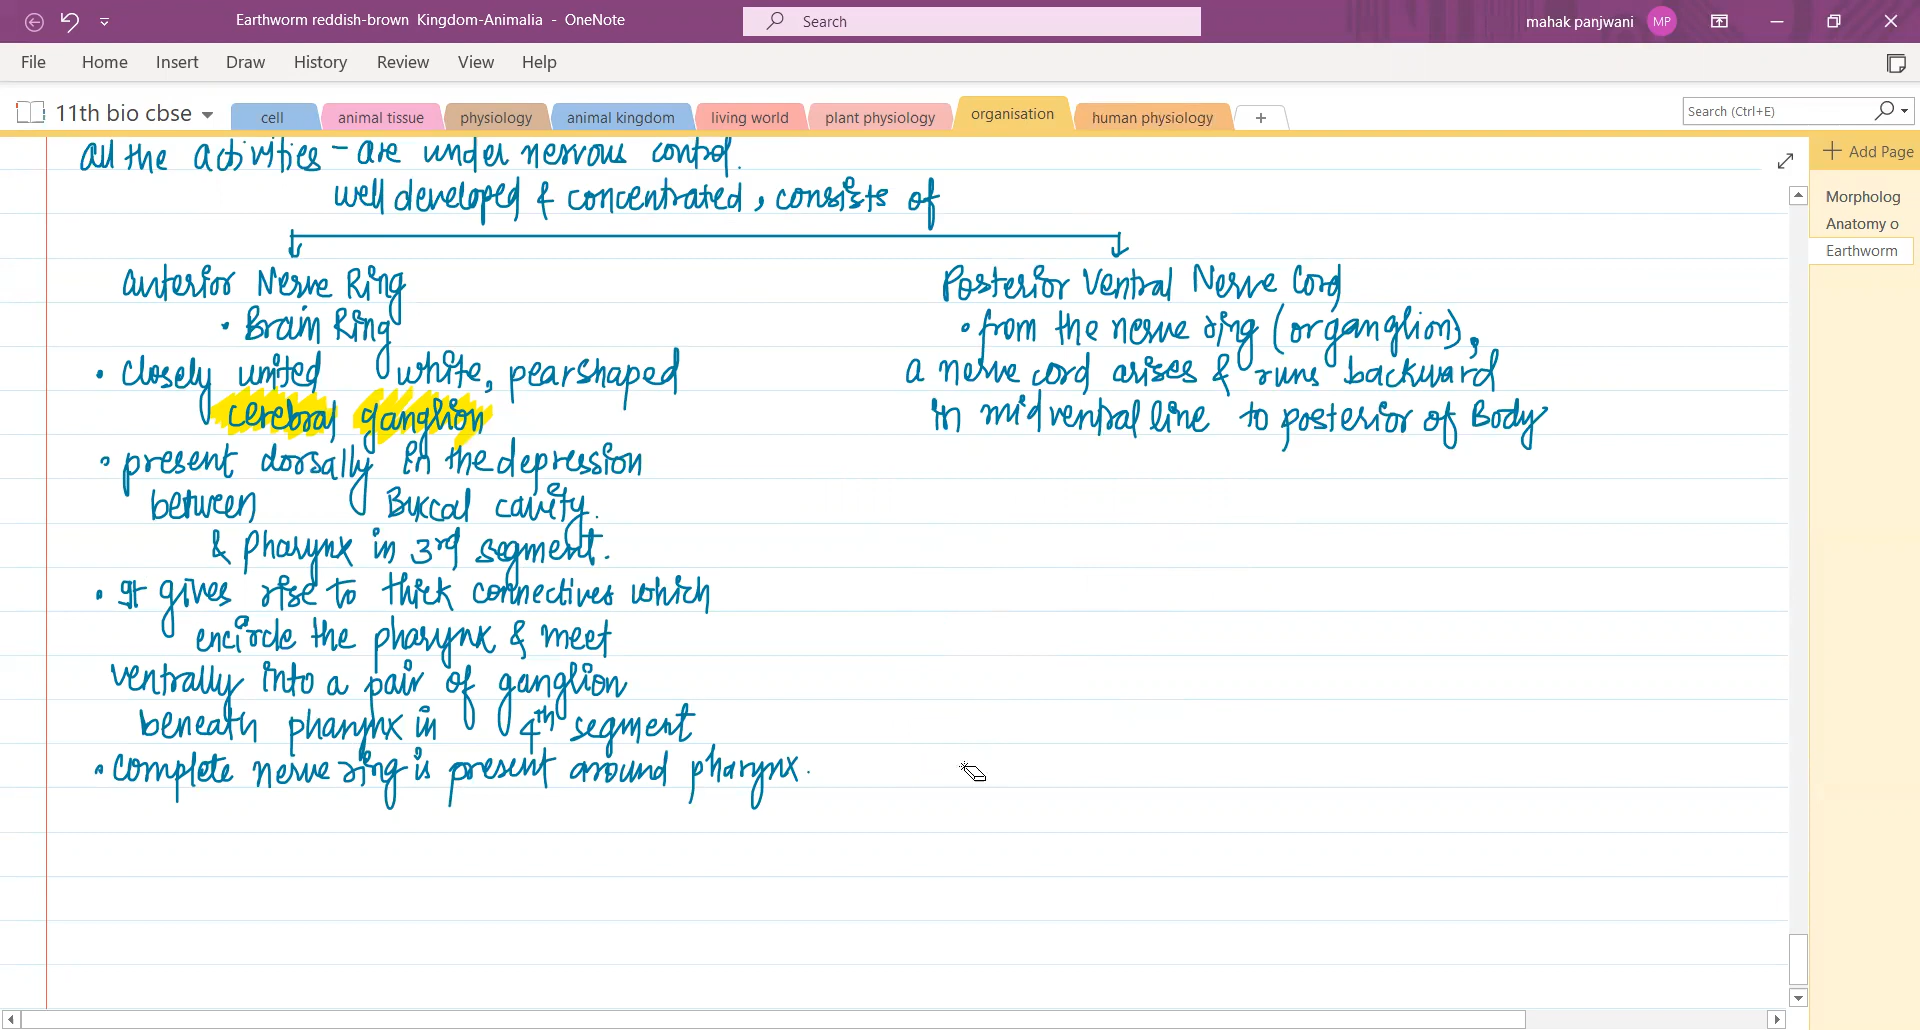 Earthworm reddish-brown Kingdom-Animalia - OneNote
Search
mahak panjwani
MP
File Home Insert Draw History Review View Help
11th bio cbse
cell
animal tissue
physiology
animal kingdom
living world
plant physiology
organisation
human physiology
Search (Ctrl+E)
Add Page
Morpholog
Anatomy o
Earthworm
all the activities - are under nervous control.
well developed & concentrated, consists of
Anterior Nerve Ring
• Brain Ring
• closely united white, pearshaped
cerebral ganglion
• present dorsally in the depression
between Buccal cavity.
& Pharynx in 3rd segment.
• It gives rise to thick connectives which
encircle the pharynx & meet
ventrally into a pair of ganglion
beneath pharynx in 4th segment
• complete nerve ring is present around pharynx.
Posterior Ventral Nerve Cord
• from the nerve ring (or ganglion),
a nerve cord arises & runs backward
in midventral line to posterior of Body